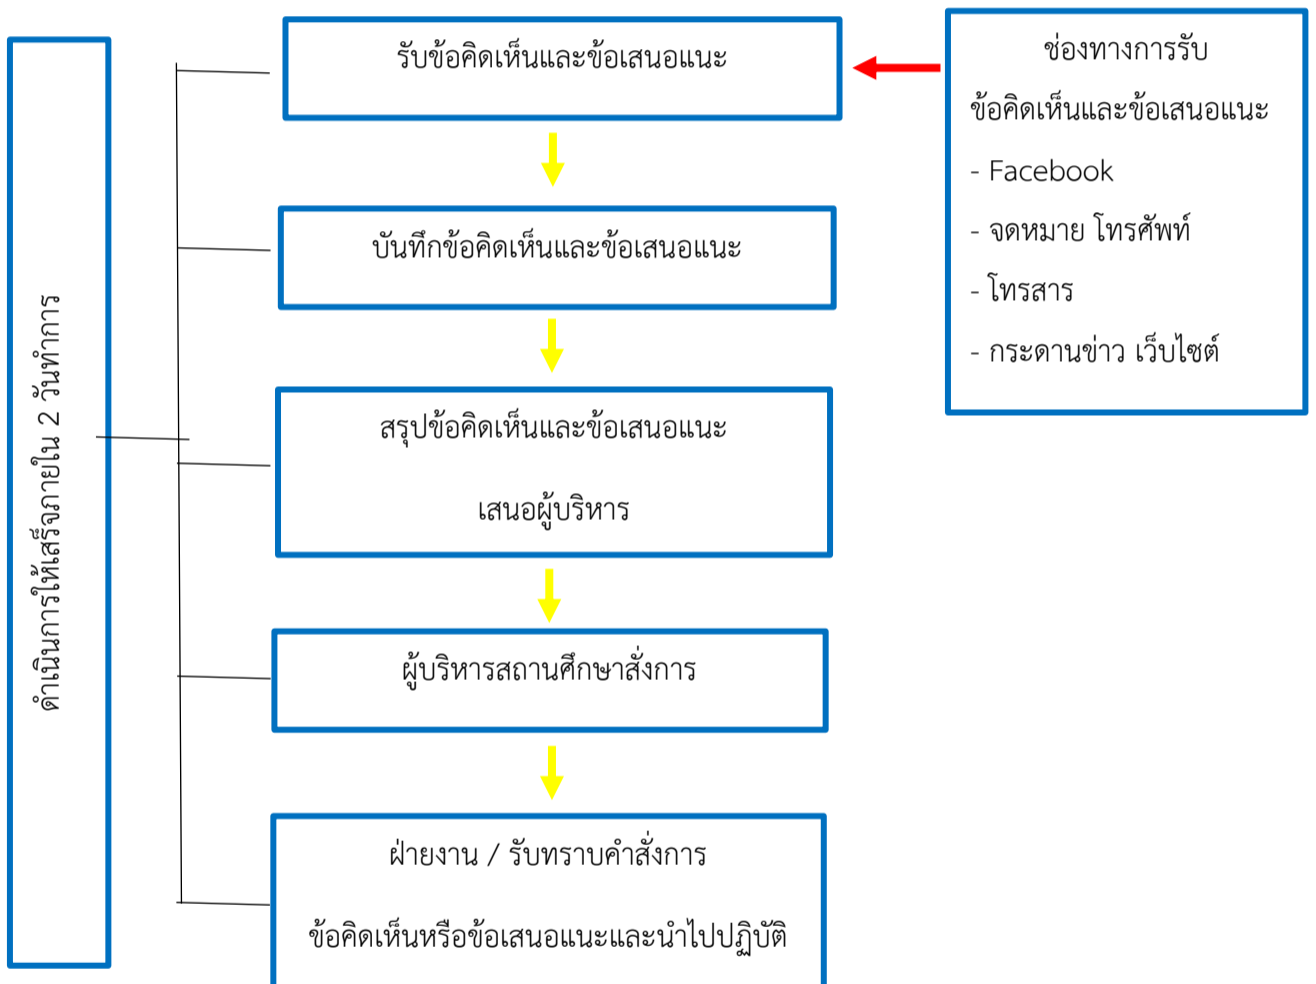 รับข้อคิดเห็นและข้อเสนอแนะ
ช่องทางการรับ
ข้อคิดเห็นและข้อเสนอแนะ
- Facebook
- จดหมาย โทรศัพท์
- โทรสาร
- กระดานข่าว เว็บไซต์
บันทึกข้อคิดเห็นและข้อเสนอแนะ
สรุปข้อคิดเห็นและข้อเสนอแนะ
เสนอผู้บริหาร
ผู้บริหารสถานศึกษาสั่งการ
ฝ่ายงาน / รับทราบคำสั่งการ
ข้อคิดเห็นหรือข้อเสนอแนะและนำไปปฏิบัติ
ดำเนินการให้เสร็จภายใน 2 วันทำการ